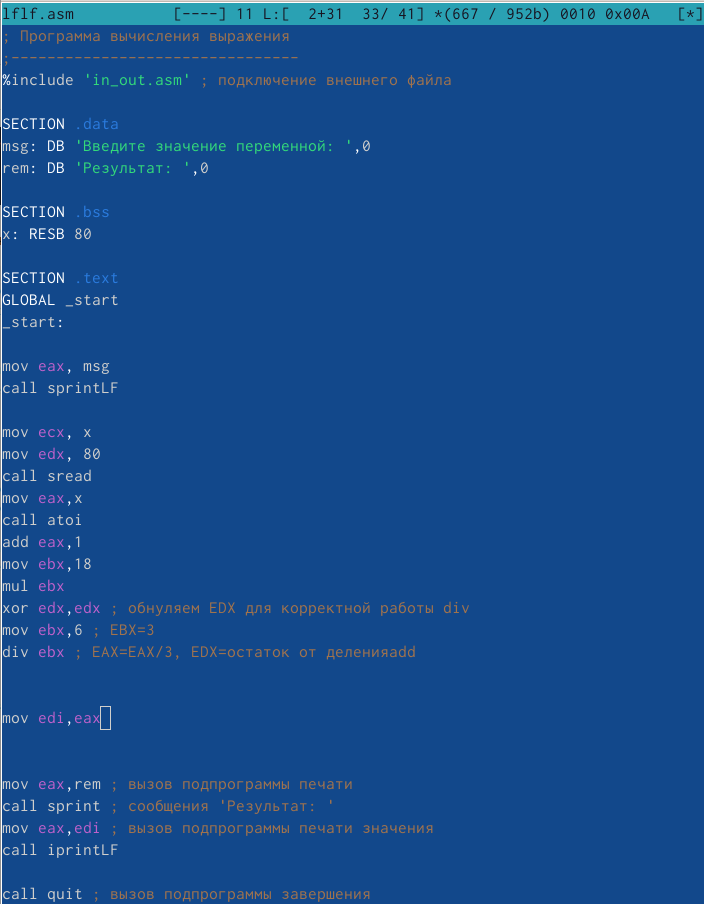 lflf.asm [----] 11 L:[ 2+31 33/ 41] *(667 / 952b) 0010 0x00A [*]
; Программа вычисления выражения
;--------------------------------
%include 'in_out.asm' ; подключение внешнего файла
SECTION .data
msg: DB 'Введите значение переменной: ',0
rem: DB 'Результат: ',0
SECTION .bss
x: RESB 80
SECTION .text
GLOBAL _start
_start:
mov eax, msg
call sprintLF
mov ecx, x
mov edx, 80
call sread
mov eax,x
call atoi
add eax,1
mov ebx,18
mul ebx
xor edx,edx ; обнуляем EDX для корректной работы div
mov ebx,6 ; EBX=3
div ebx ; EAX=EAX/3, EDX=остаток от деленияadd
mov edi,eax
mov eax,rem ; вызов подпрограммы печати
call sprint ; сообщения 'Результат: '
mov eax,edi ; вызов подпрограммы печати значения
call iprintLF
call quit ; вызов подпрограммы завершения